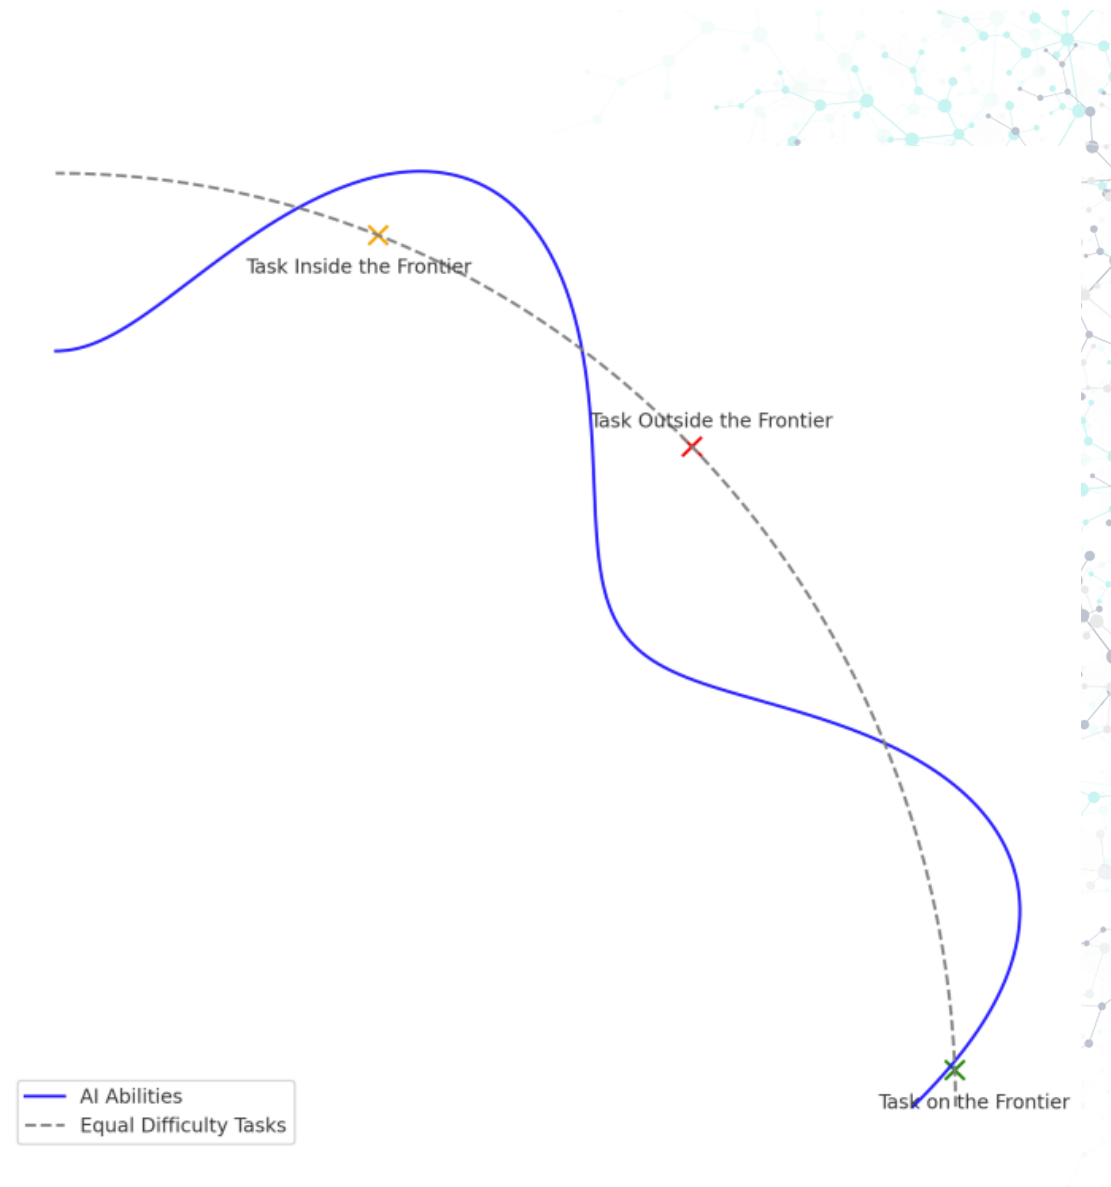 Task Inside the Frontier
Task Outside the Frontier
Task on the Frontier
AI Abilities
Equal Difficulty Tasks